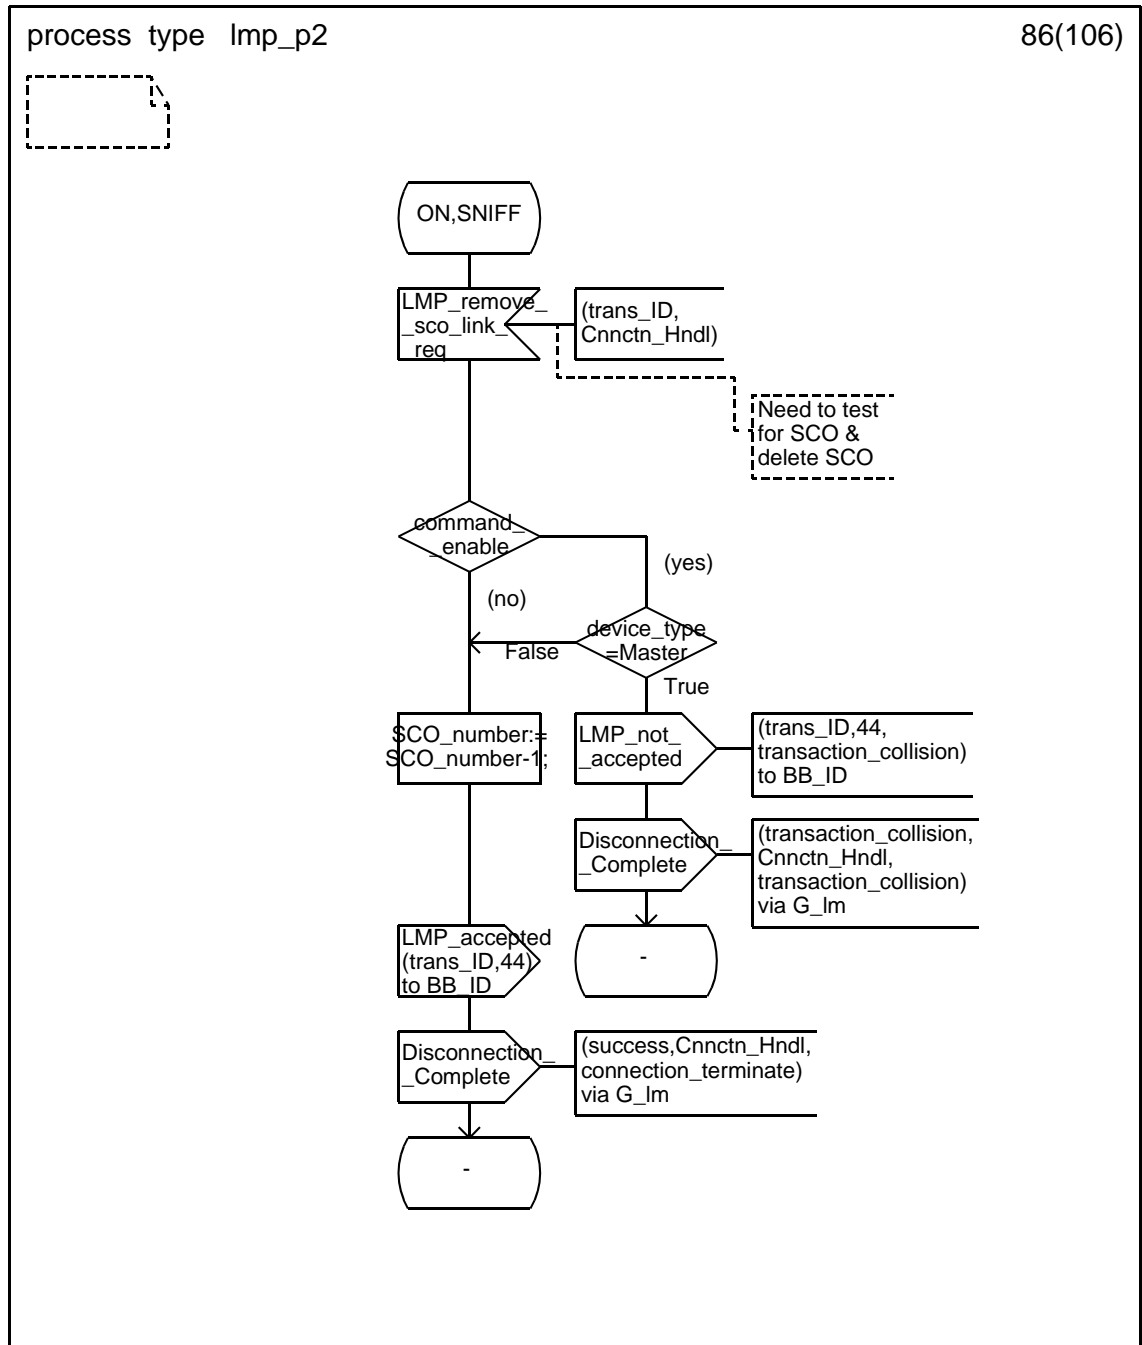 process type lmp_p2
86(106)
ON,SNIFF
LMP_remove_
_sco_link_
req
(trans_ID,
Cnnctn_Hndl)
Need to test
for SCO &
delete SCO
command_
_enable
(yes)
(no)
device_type
=Master
False
True
SCO_number:=
SCO_number-1;
LMP_not_
_accepted
(trans_ID,44,
transaction_collision)
to BB_ID
Disconnection_
_Complete
(transaction_collision,
Cnnctn_Hndl,
transaction_collision)
via G_lm
LMP_accepted
(trans_ID,44)
to BB_ID
-
Disconnection_
_Complete
(success,Cnnctn_Hndl,
connection_terminate)
via G_lm
-